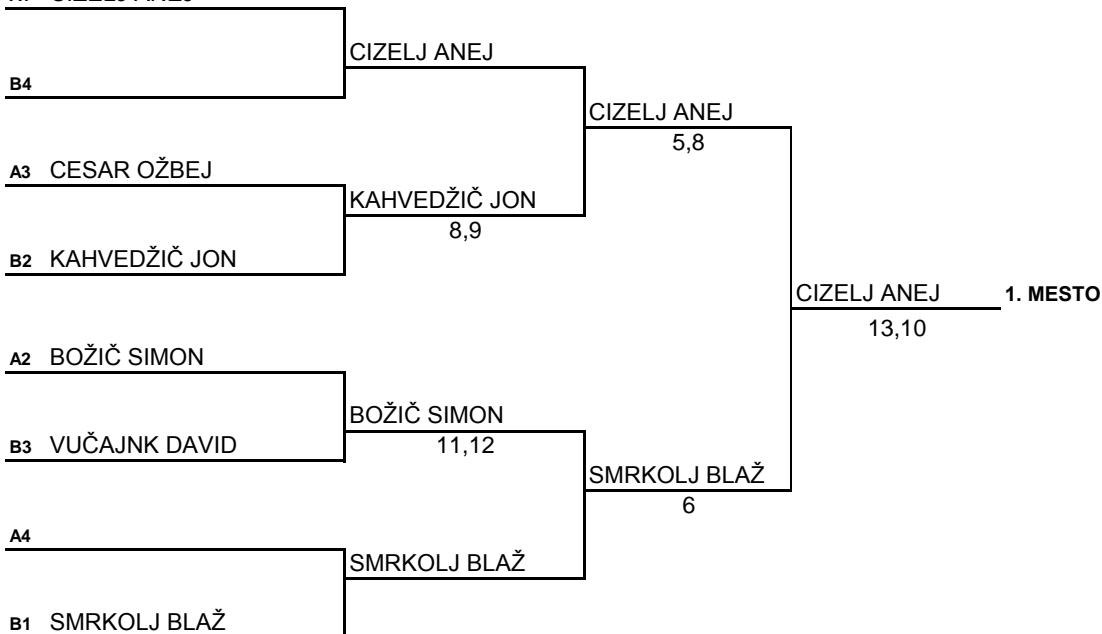 CIZELJ ANEJ
B4
CIZELJ ANEJ
5,8
A3 CESAR OŽBEJ
KAHVEDŽIČ JON
8,9
B2 KAHVEDŽIČ JON
CIZELJ ANEJ 1. MESTO
13,10
A2 BOŽIČ SIMON
BOŽIČ SIMON
11,12
B3 VUČAJNK DAVID
SMRKOLJ BLAŽ
6
A4
SMRKOLJ BLAŽ
B1 SMRKOLJ BLAŽ